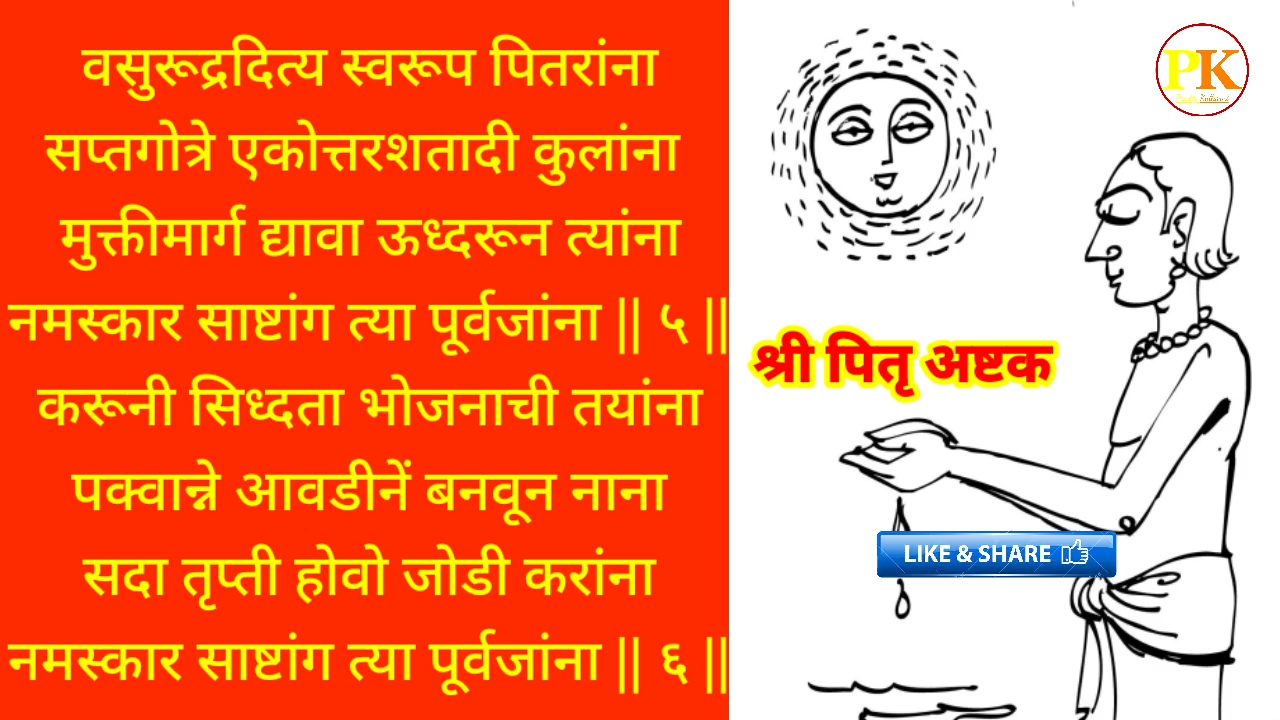 वसुरूद्रदित्य स्वरूप पितरांना
सप्तगोत्रे एकोत्तरशतादी कुलांना
मुक्तीमार्ग द्यावा ऊध्दरून त्यांना
नमस्कार साष्टांग त्या पूर्वजांना || ५ ||
करूनी सिध्दता भोजनाची तयांना
पक्वान्ने आवडीनें बनवून नाना
सदा तृप्ती होवो जोडी करांना
नमस्कार साष्टांग त्या पूर्वजांना || ६ ||
PK
श्री पितृ अष्टक
LIKE & SHARE